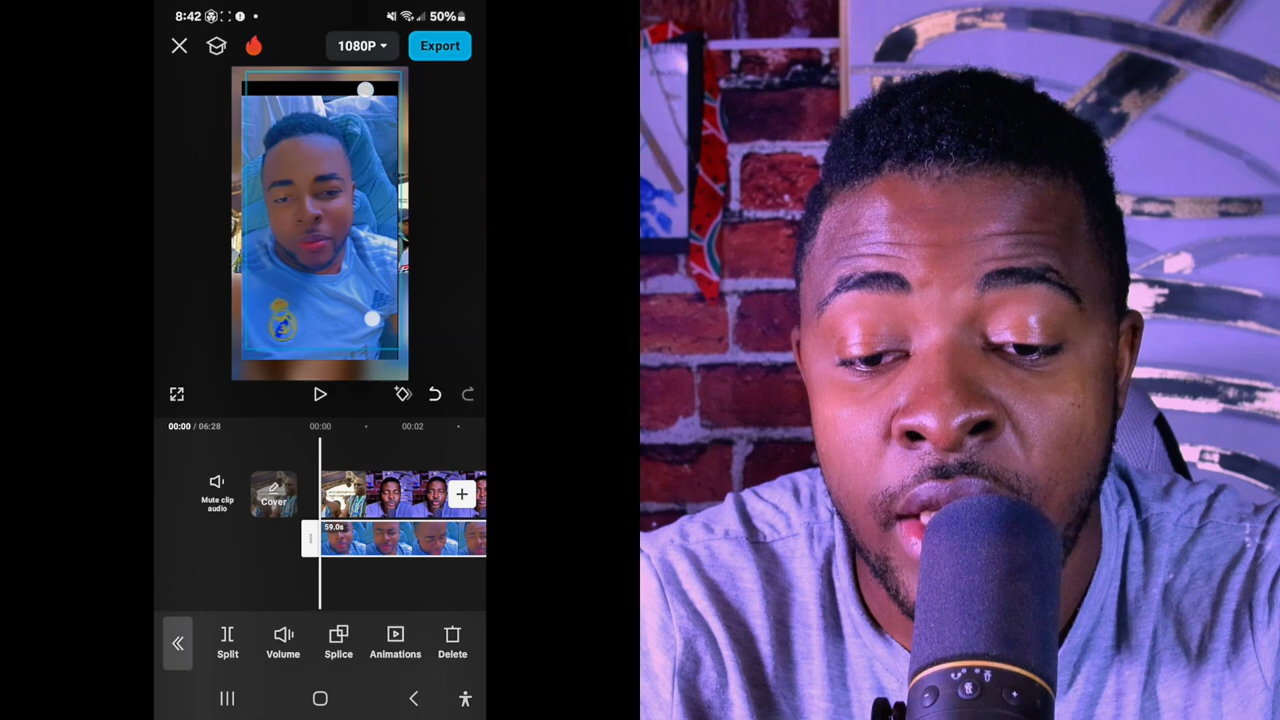 8:42
50%
1080P
Export
00:00 / 06:28
00:00
00:02
Mute clip
audio
Cover
59.0s
Split
Volume
Splice
Animations
Delete